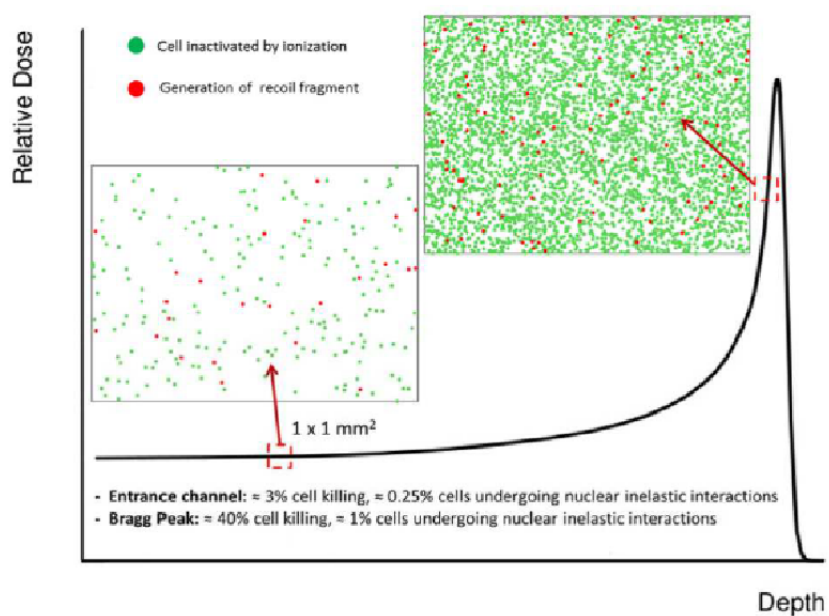 Relative Dose
Cell inactivated by ionization
Generation of recoil fragment
1 x 1 mm²
- Entrance channel: ≈ 3% cell killing, ≈ 0.25% cells undergoing nuclear inelastic interactions
- Bragg Peak: ≈ 40% cell killing, ≈ 1% cells undergoing nuclear inelastic interactions
Depth